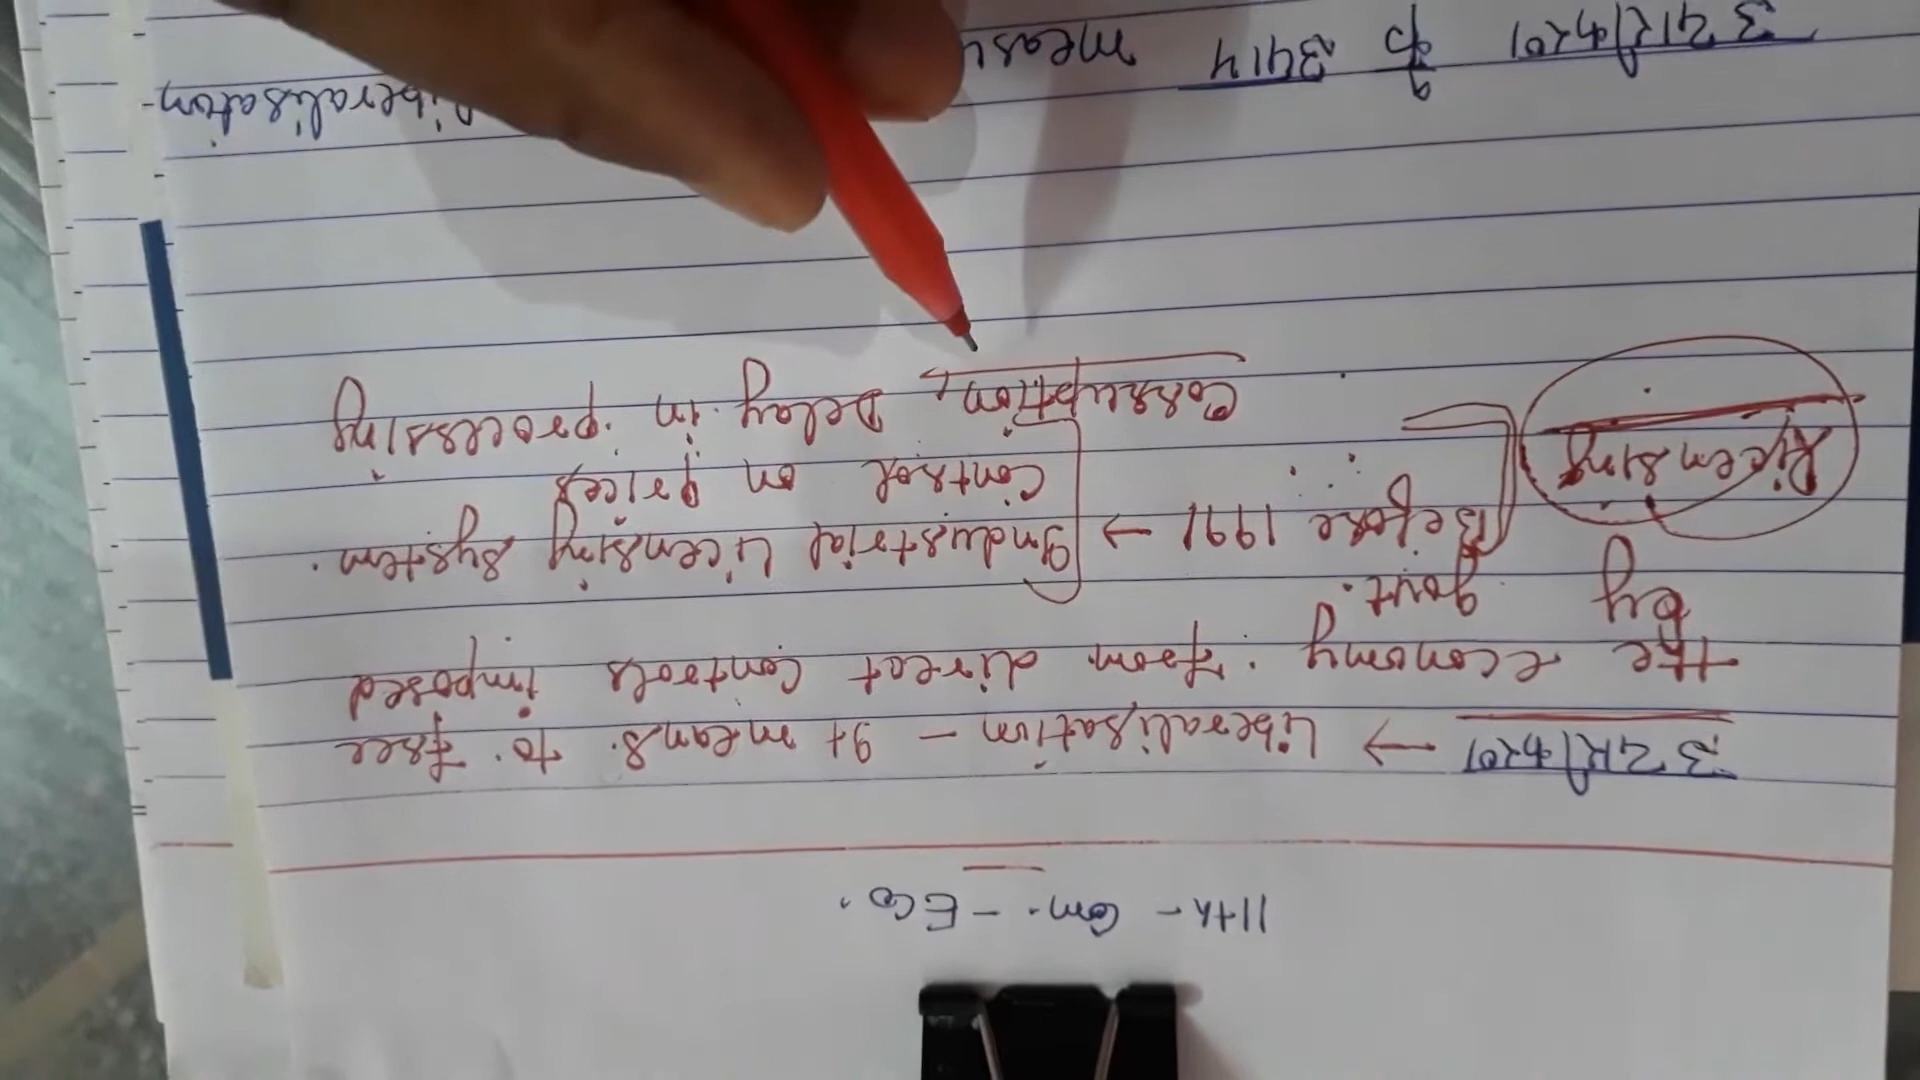 11th - Com. - Eco.
उदारीकरण → Liberalisation - It means to free
the economy from direct controls imposed
by govt.
Before 1991 → Industrial Licensing System.
Licensing
Control on prices
Corruption, Delay in processing
Liberalisation
उदारीकरण के उपाय meas